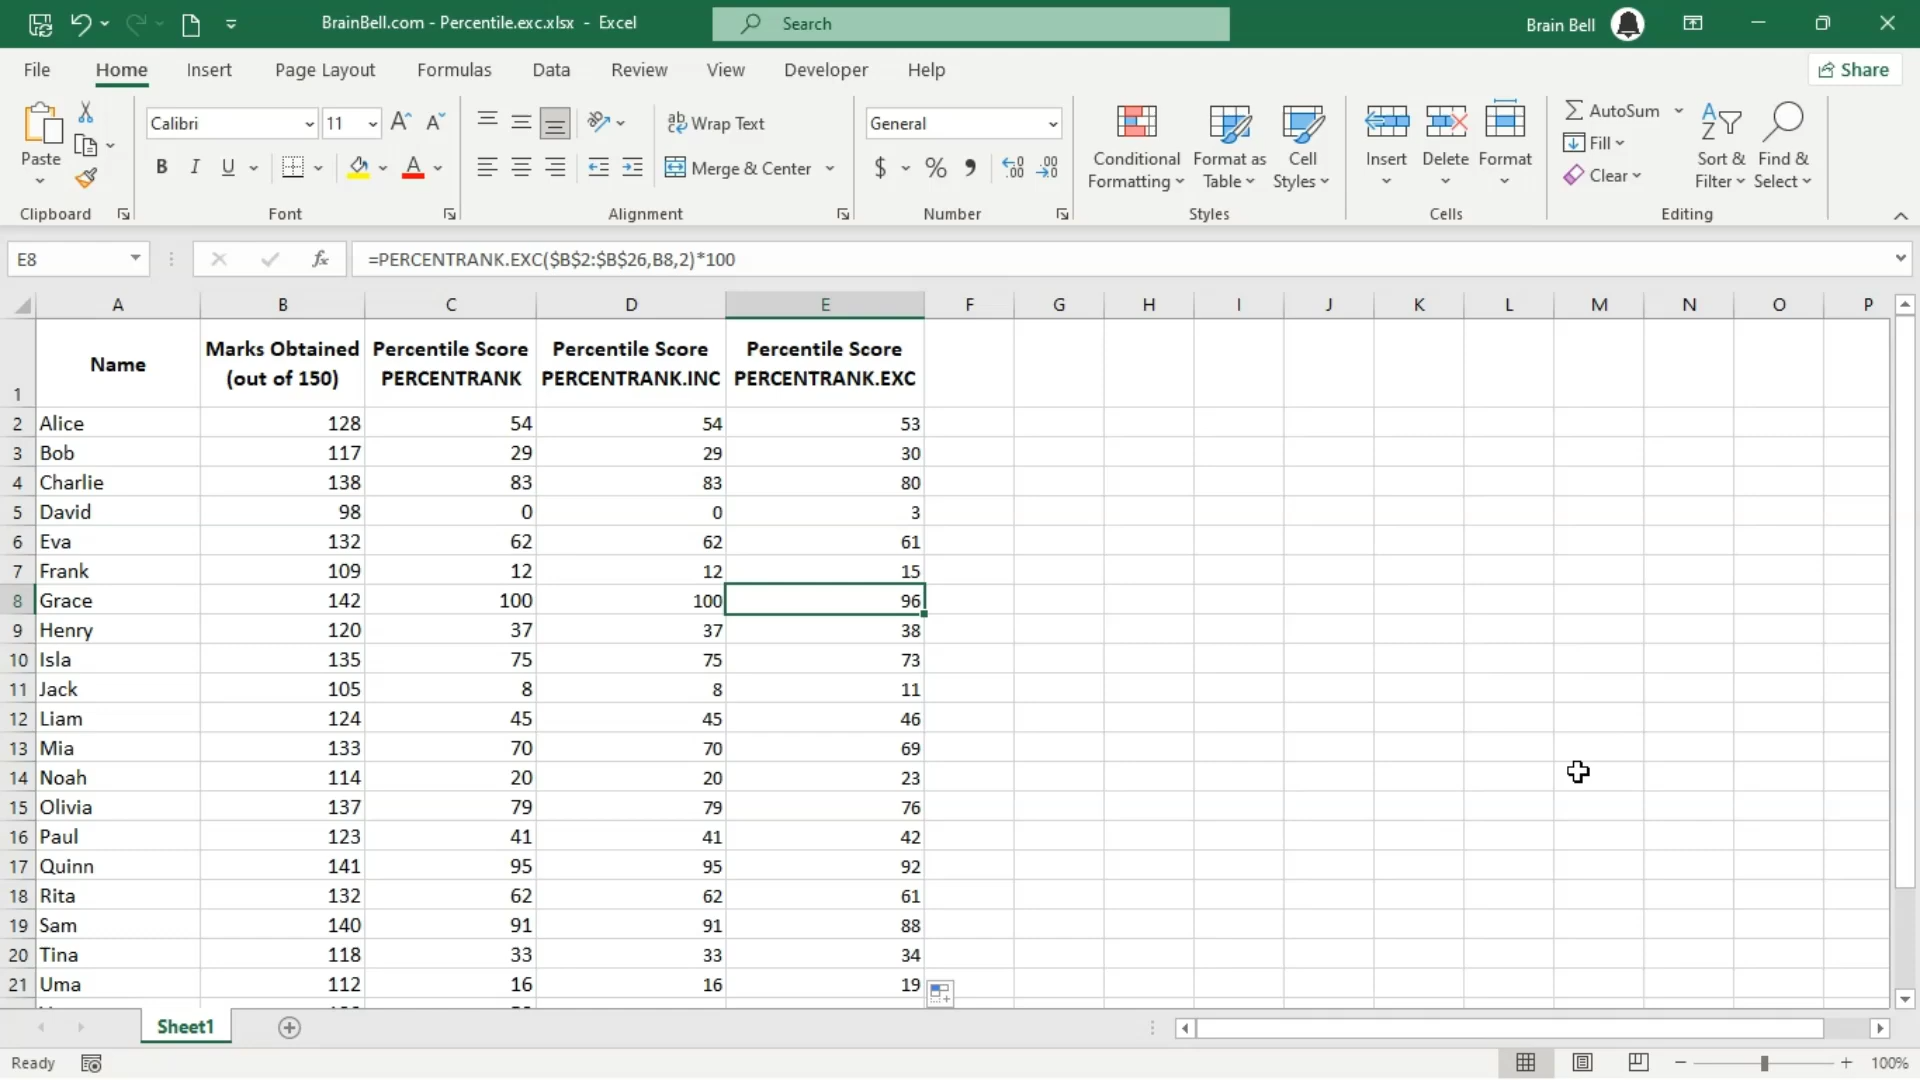 BrainBell.com - Percentile.exc.xlsx - Excel
Search
Brain Bell
File Home Insert Page Layout Formulas Data Review View Developer Help
Share
Paste
Clipboard
Calibri 11
B I U
Font
Wrap Text
Merge & Center
Alignment
General
$ % ,
Number
Conditional Formatting
Format as Table
Cell Styles
Styles
Insert
Delete
Format
Cells
AutoSum
Fill
Clear
Sort & Filter
Find & Select
Editing
E8 fx =PERCENTRANK.EXC($B$2:$B$26,B8,2)*100
A B C D E F G H I J K L M N O P
1 Name Marks Obtained (out of 150) Percentile Score PERCENTRANK Percentile Score PERCENTRANK.INC Percentile Score PERCENTRANK.EXC
2 Alice 128 54 54 53
3 Bob 117 29 29 30
4 Charlie 138 83 83 80
5 David 98 0 0 3
6 Eva 132 62 62 61
7 Frank 109 12 12 15
8 Grace 142 100 100 96
9 Henry 120 37 37 38
10 Isla 135 75 75 73
11 Jack 105 8 8 11
12 Liam 124 45 45 46
13 Mia 133 70 70 69
14 Noah 114 20 20 23
15 Olivia 137 79 79 76
16 Paul 123 41 41 42
17 Quinn 141 95 95 92
18 Rita 132 62 62 61
19 Sam 140 91 91 88
20 Tina 118 33 33 34
21 Uma 112 16 16 19
Sheet1
Ready
100%